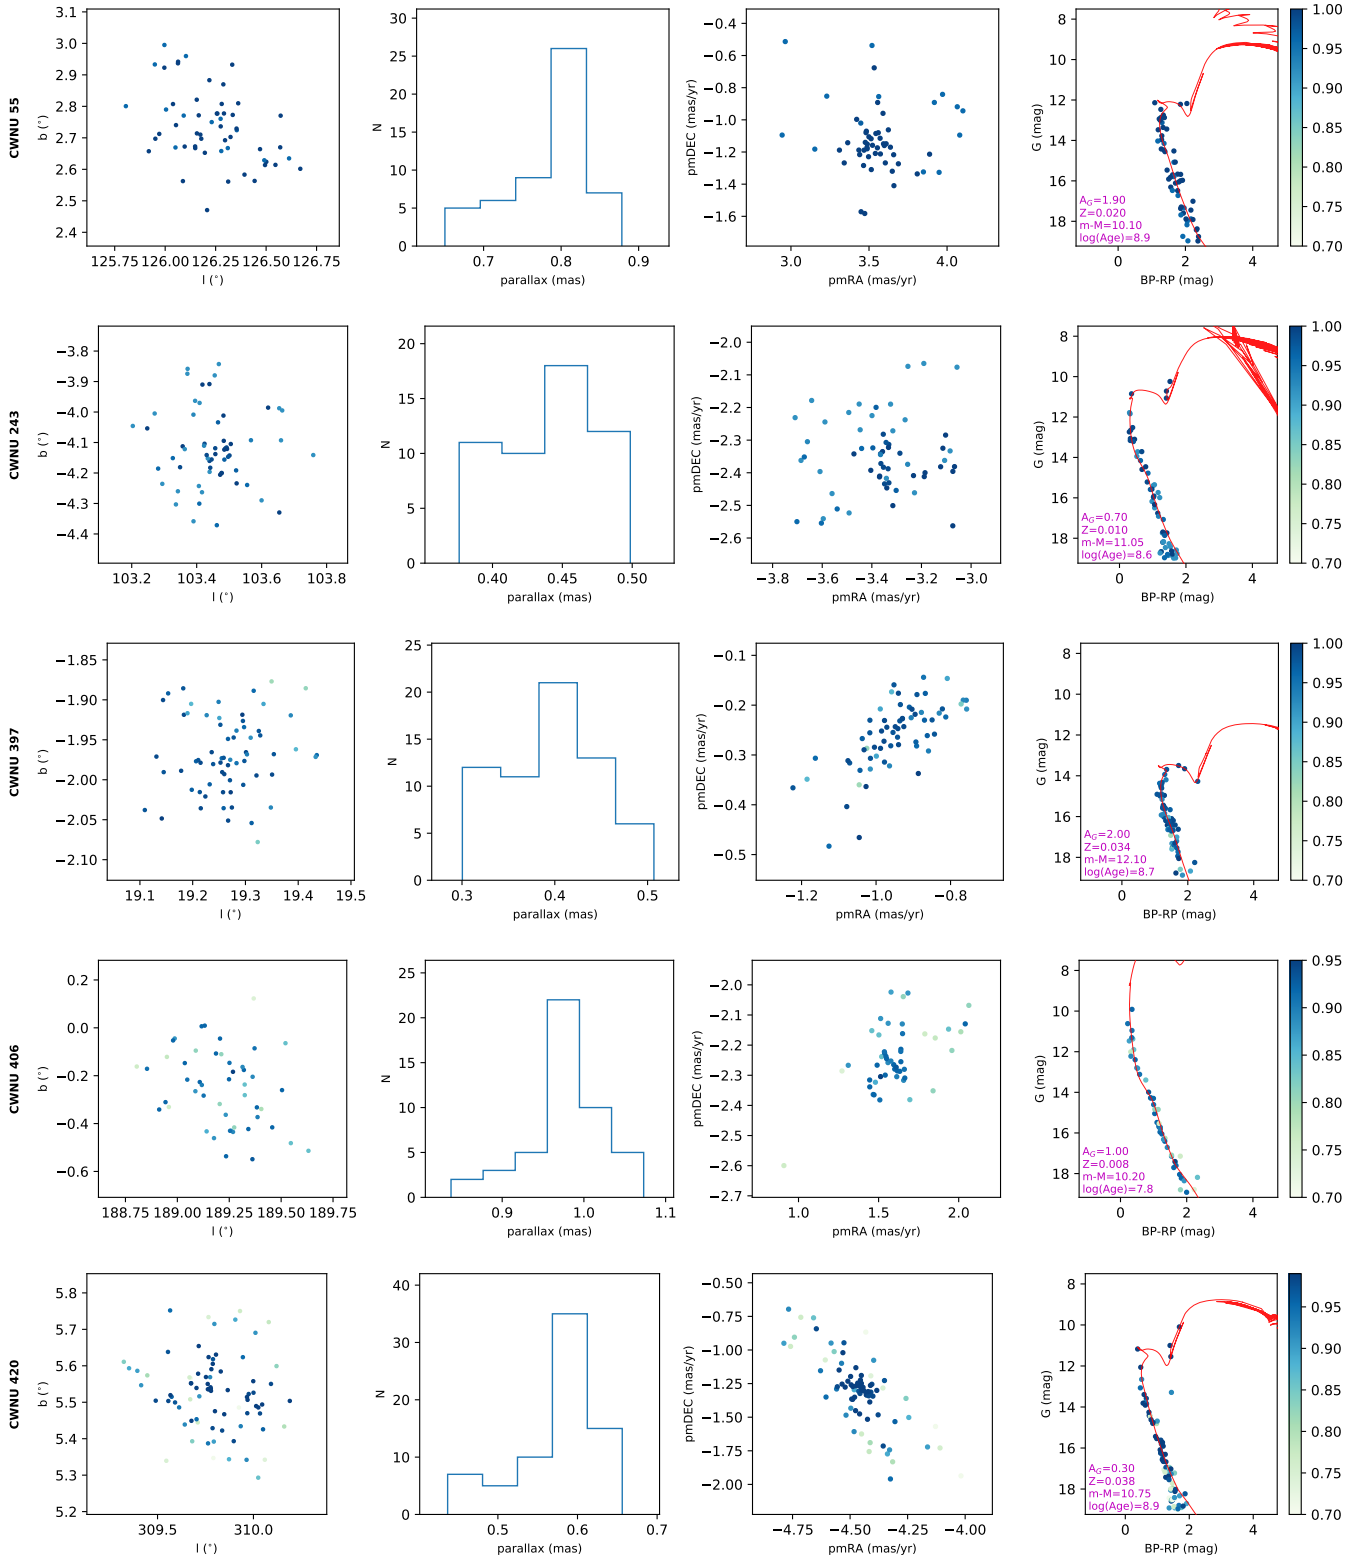 CWNU 55
3.1
3.0
2.9
2.8
2.7
2.6
2.5
2.4
b (°)
125.75 126.00 126.25 126.50 126.75
l (°)
30
25
20
15
10
5
0
N
0.7 0.8 0.9
parallax (mas)
−0.4
−0.6
−0.8
−1.0
−1.2
−1.4
−1.6
pmDEC (mas/yr)
3.0 3.5 4.0
pmRA (mas/yr)
8
10
12
14
16
18
G (mag)
A_G=1.90
Z=0.020
m-M=10.10
log(Age)=8.9
0 2 4
BP-RP (mag)
1.00
0.95
0.90
0.85
0.80
0.75
0.70
CWNU 243
−3.8
−3.9
−4.0
−4.1
−4.2
−4.3
−4.4
b (°)
103.2 103.4 103.6 103.8
l (°)
20
15
10
5
0
N
0.40 0.45 0.50
parallax (mas)
−2.0
−2.1
−2.2
−2.3
−2.4
−2.5
−2.6
pmDEC (mas/yr)
−3.8 −3.6 −3.4 −3.2 −3.0
pmRA (mas/yr)
8
10
12
14
16
18
G (mag)
A_G=0.70
Z=0.010
m-M=11.05
log(Age)=8.6
0 2 4
BP-RP (mag)
1.00
0.95
0.90
0.85
0.80
0.75
0.70
CWNU 397
−1.85
−1.90
−1.95
−2.00
−2.05
−2.10
b (°)
19.1 19.2 19.3 19.4 19.5
l (°)
25
20
15
10
5
0
N
0.3 0.4 0.5
parallax (mas)
−0.1
−0.2
−0.3
−0.4
−0.5
pmDEC (mas/yr)
−1.2 −1.0 −0.8
pmRA (mas/yr)
8
10
12
14
16
18
G (mag)
A_G=2.00
Z=0.034
m-M=12.10
log(Age)=8.7
0 2 4
BP-RP (mag)
1.00
0.95
0.90
0.85
0.80
0.75
0.70
CWNU 406
0.2
0.0
−0.2
−0.4
−0.6
b (°)
188.75 189.00 189.25 189.50 189.75
l (°)
25
20
15
10
5
0
N
0.9 1.0 1.1
parallax (mas)
−2.0
−2.1
−2.2
−2.3
−2.4
−2.5
−2.6
−2.7
pmDEC (mas/yr)
1.0 1.5 2.0
pmRA (mas/yr)
8
10
12
14
16
18
G (mag)
A_G=1.00
Z=0.008
m-M=10.20
log(Age)=7.8
0 2 4
BP-RP (mag)
0.95
0.90
0.85
0.80
0.75
0.70
CWNU 420
5.8
5.7
5.6
5.5
5.4
5.3
5.2
b (°)
309.5 310.0
l (°)
40
30
20
10
0
N
0.5 0.6 0.7
parallax (mas)
−0.50
−0.75
−1.00
−1.25
−1.50
−1.75
−2.00
pmDEC (mas/yr)
−4.75 −4.50 −4.25 −4.00
pmRA (mas/yr)
8
10
12
14
16
18
G (mag)
A_G=0.30
Z=0.038
m-M=10.75
log(Age)=8.9
0 2 4
BP-RP (mag)
0.95
0.90
0.85
0.80
0.75
0.70